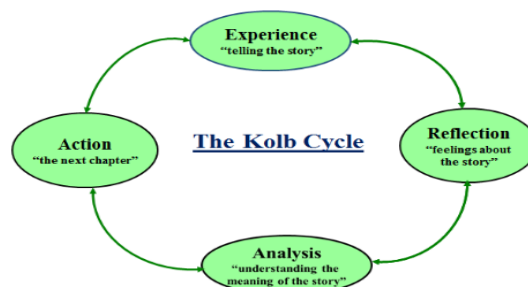 Experience
“telling the story”
Action
“the next chapter”
The Kolb Cycle
Reflection
“feelings about
the story”
Analysis
“understanding the
meaning of the story”